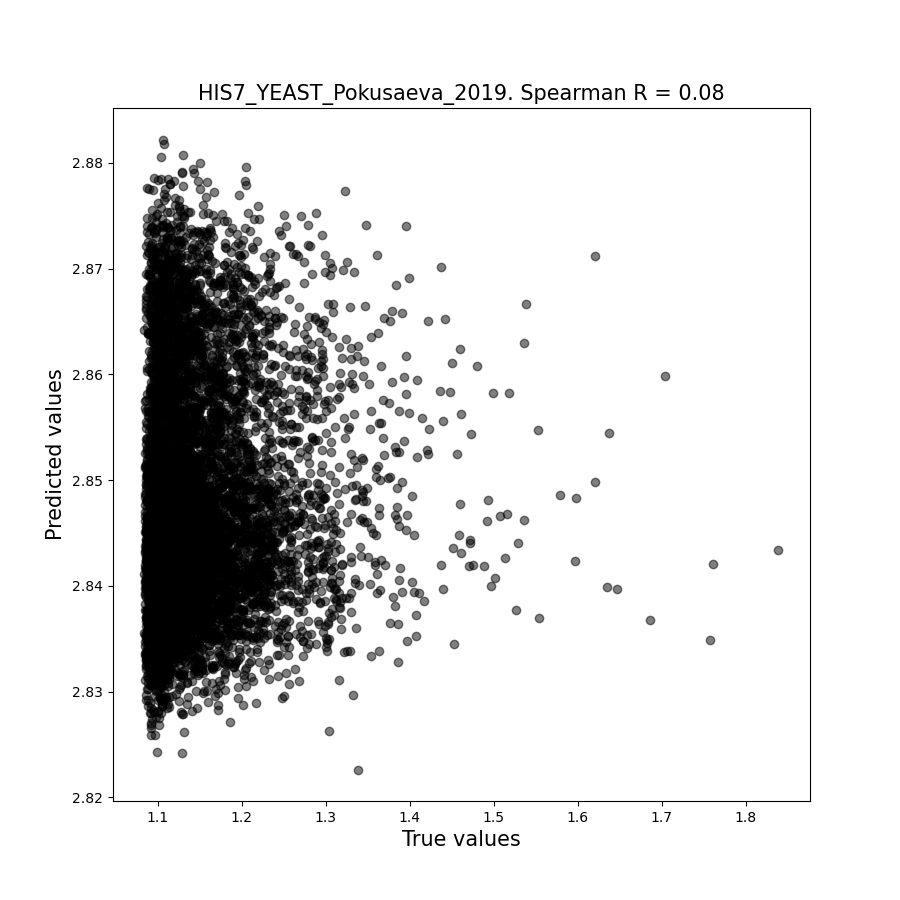 HIS7_YEAST_Pokusaeva_2019. Spearman R = 0.08
2.88
2.87
2.86
2.85
2.84
2.83
2.82
Predicted values
1.1 1.2 1.3 1.4 1.5 1.6 1.7 1.8
True values